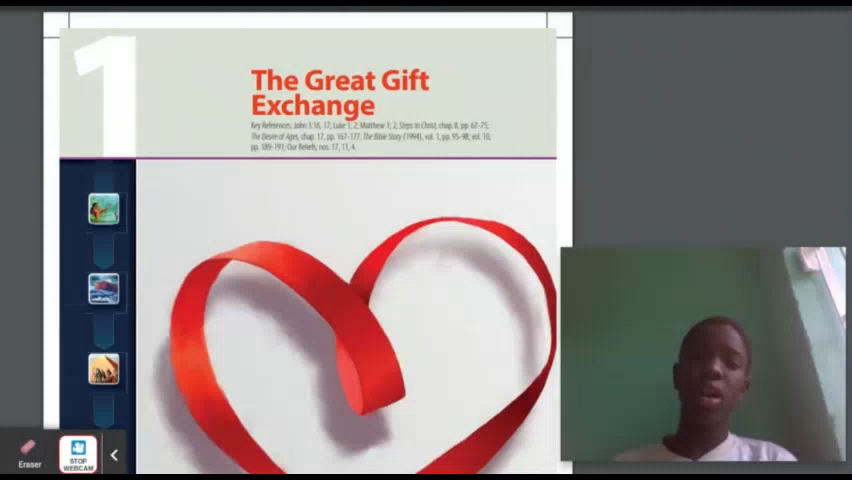 1
The Great Gift
Exchange
Key References: John 3:16, 17; Luke 1; 2; Matthew 1; 2; Steps to Christ, chap. 8, pp. 67-75;
The Desire of Ages, chap. 17, pp. 167-177; The Bible Story (1994), vol. 1, pp. 95-98; vol. 10,
pp. 189-191; Our Beliefs, nos. 17, 11, 4.
Eraser
STOP
WEBCAM